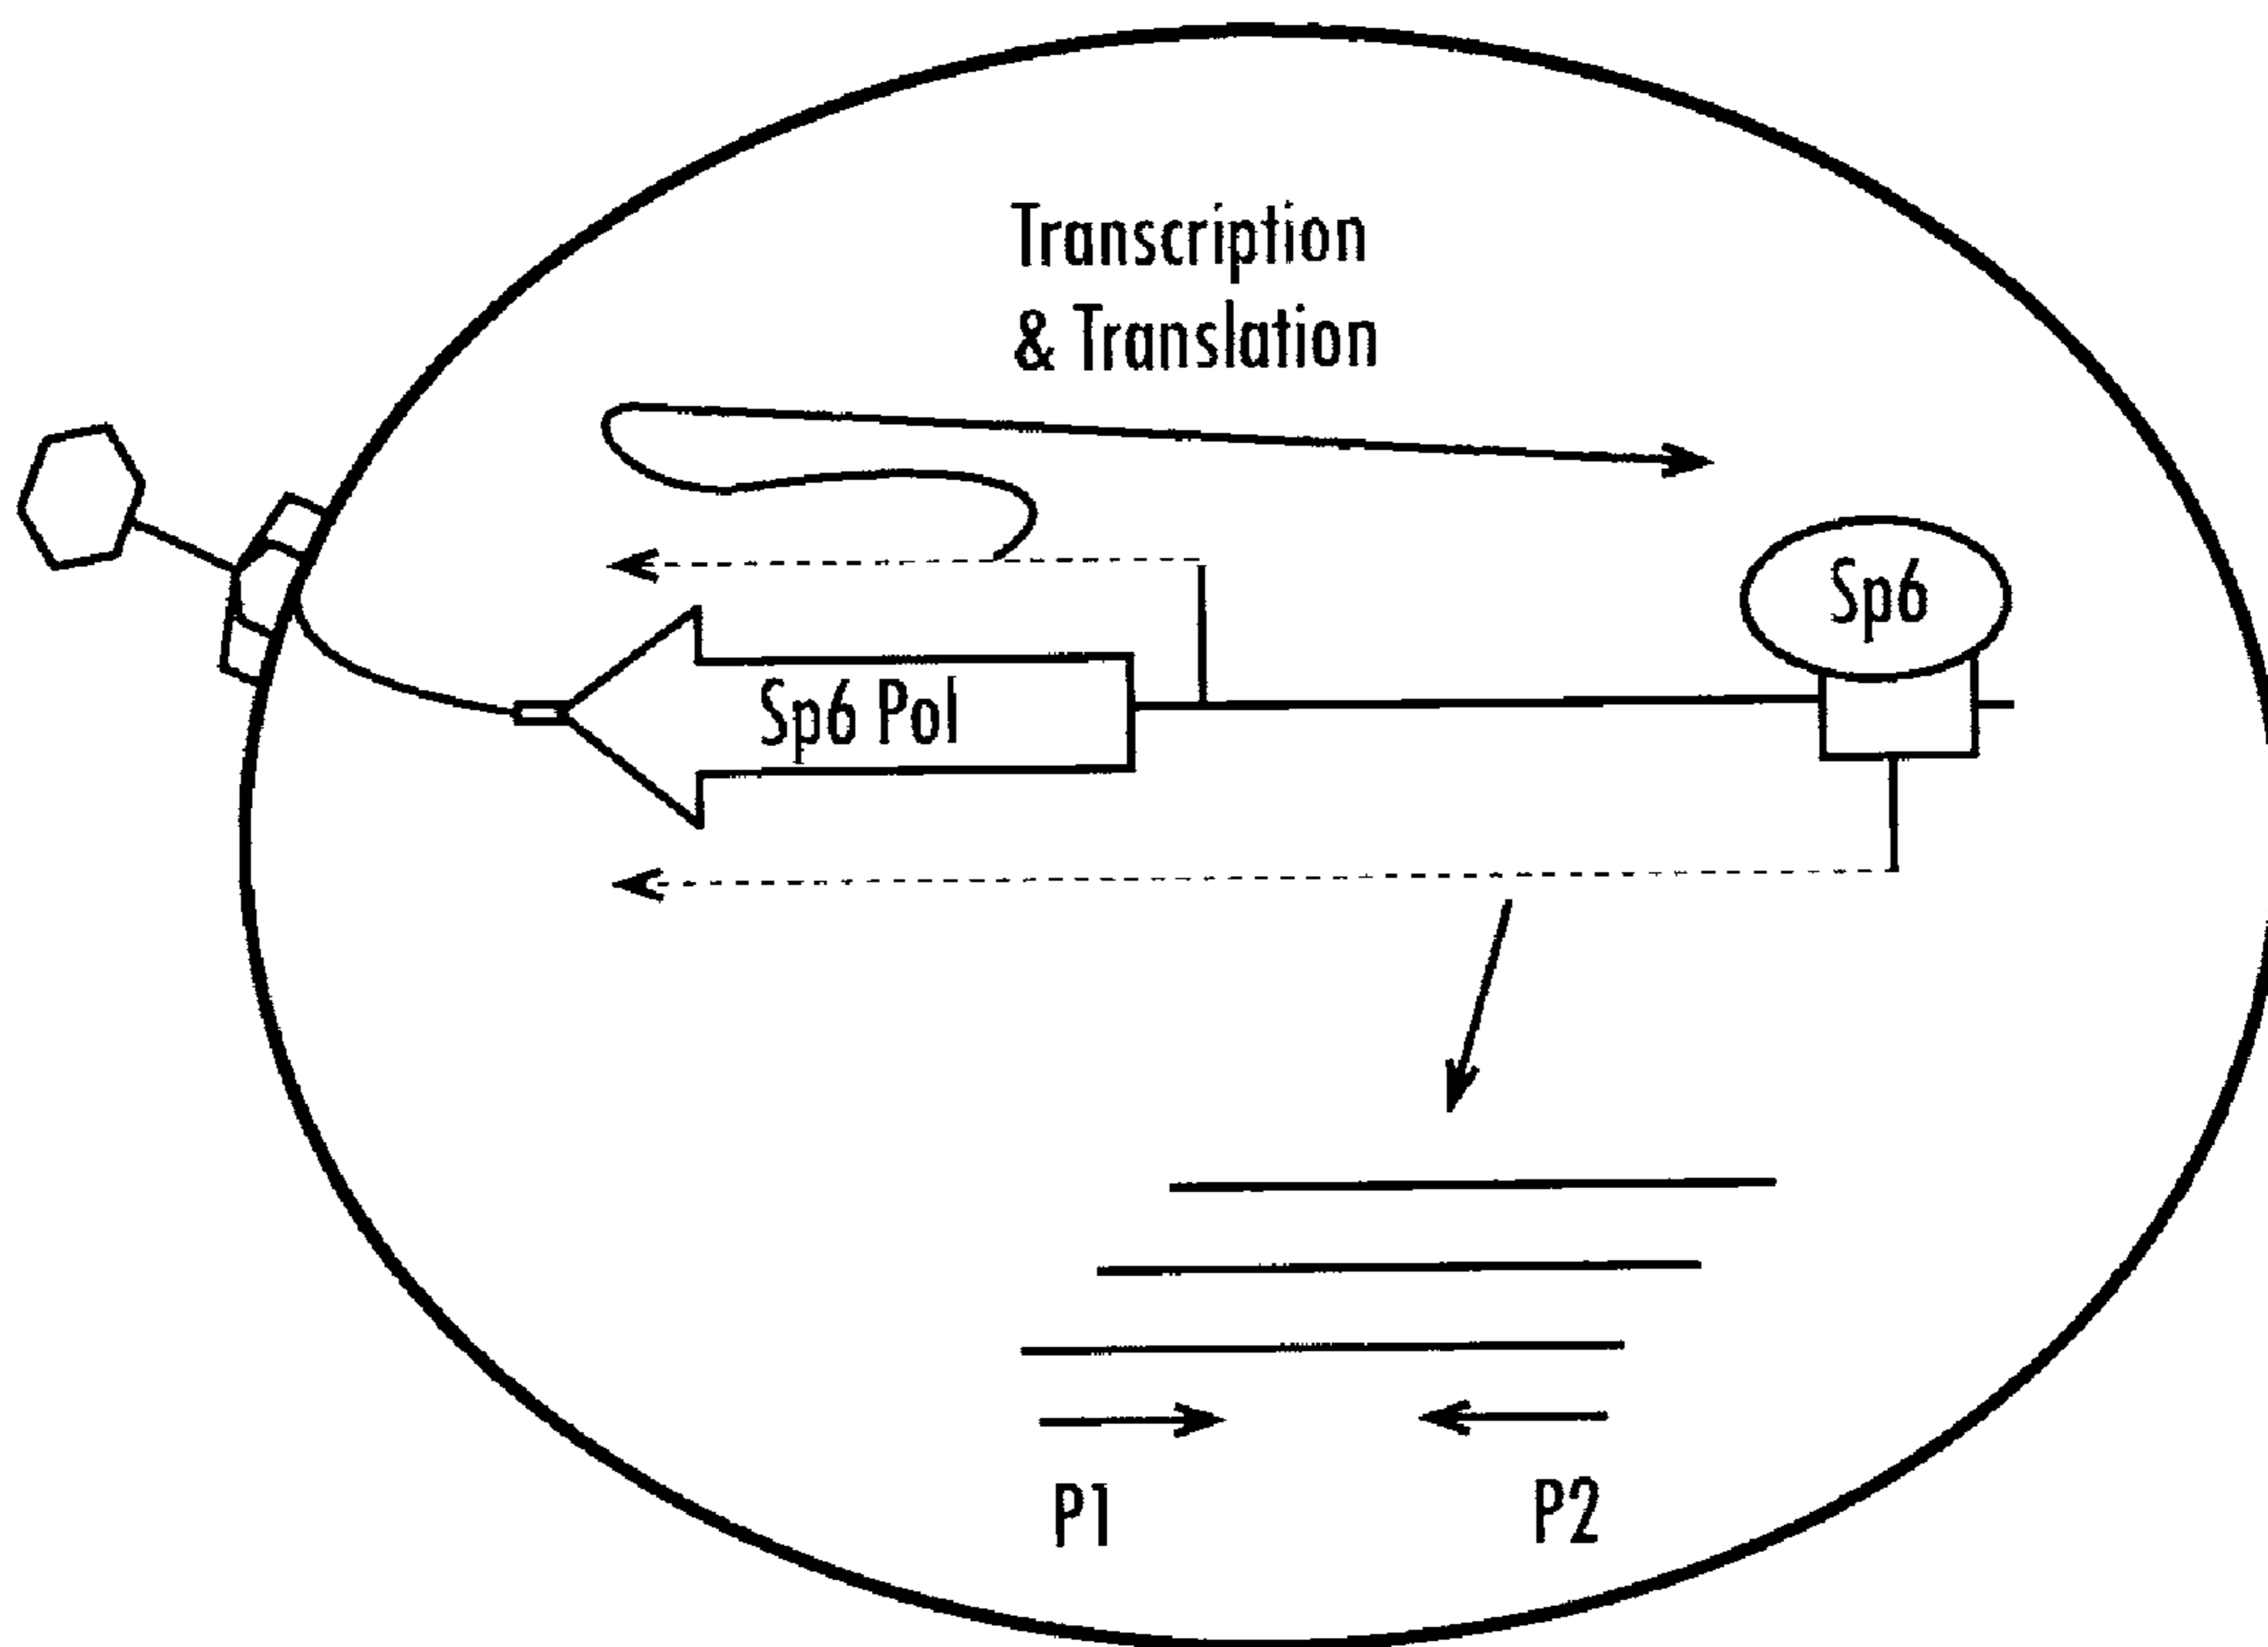 Transcription
& Translation
Sp6
Sp6 Pol
P1
P2